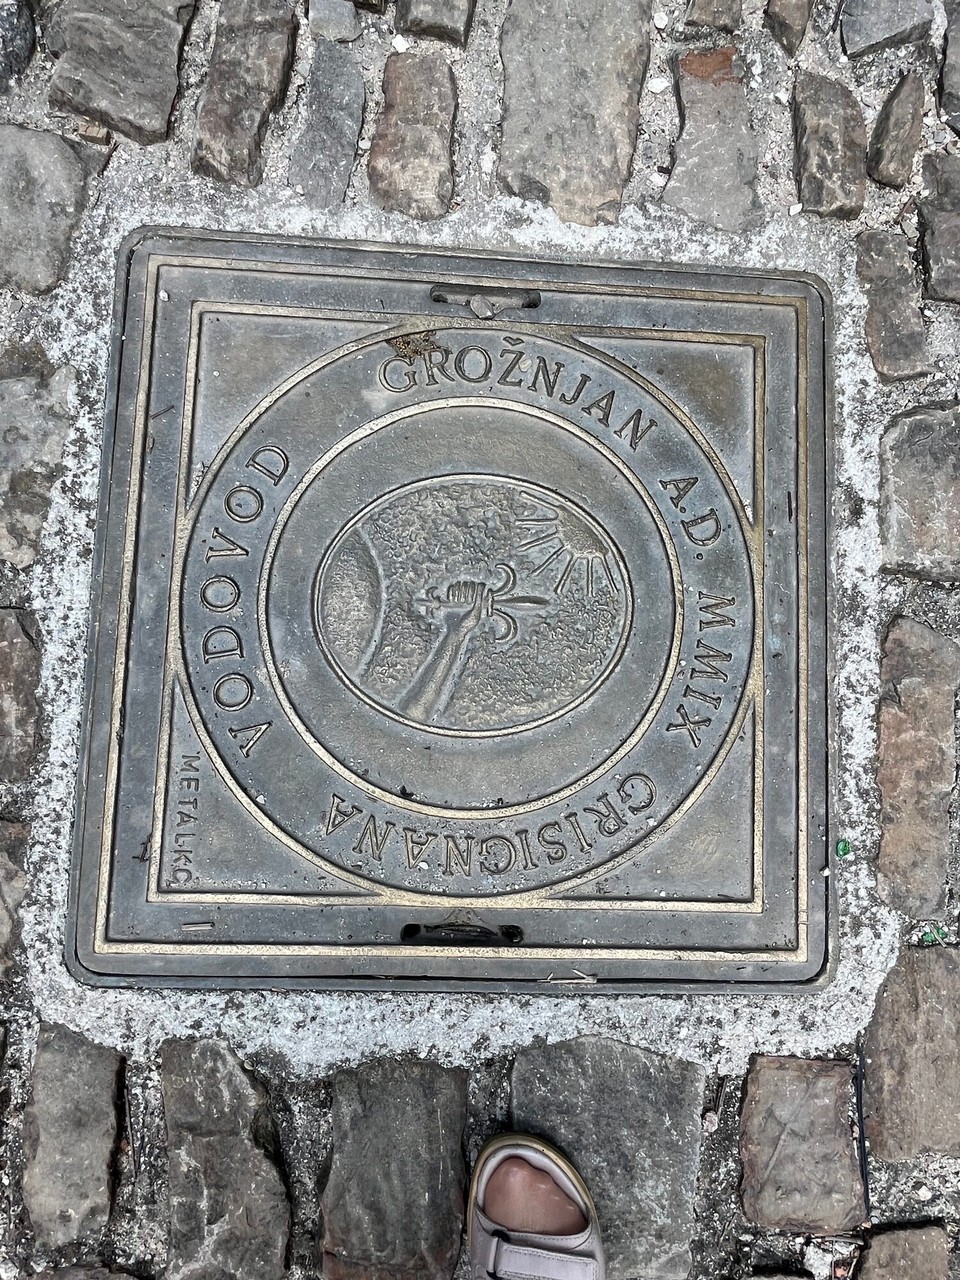 VODOVOD
GROŽNJAN A.D. MMIX
GRISIGNANA
METALKO